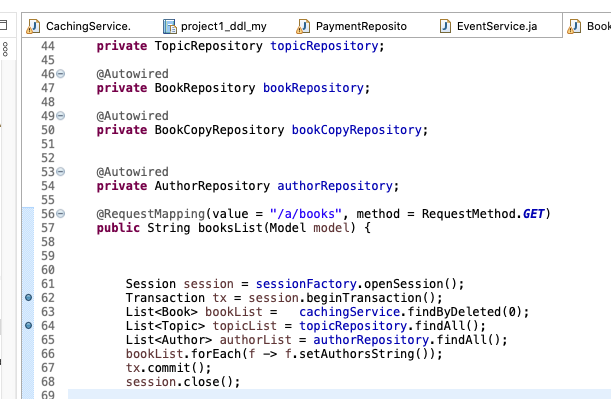 CachingService.
project1_ddl_my
PaymentReposito
EventService.ja
Book
44 private TopicRepository topicRepository;
45
46 @Autowired
47 private BookRepository bookRepository;
48
49 @Autowired
50 private BookCopyRepository bookCopyRepository;
51
52
53 @Autowired
54 private AuthorRepository authorRepository;
55
56 @RequestMapping(value = "/a/books", method = RequestMethod.GET)
57 public String booksList(Model model) {
58
59
60
61 Session session = sessionFactory.openSession();
62 Transaction tx = session.beginTransaction();
63 List<Book> bookList =   cachingService.findByDeleted(0);
64 List<Topic> topicList = topicRepository.findAll();
65 List<Author> authorList = authorRepository.findAll();
66 bookList.forEach(f -> f.setAuthorsString());
67 tx.commit();
68 session.close();
69